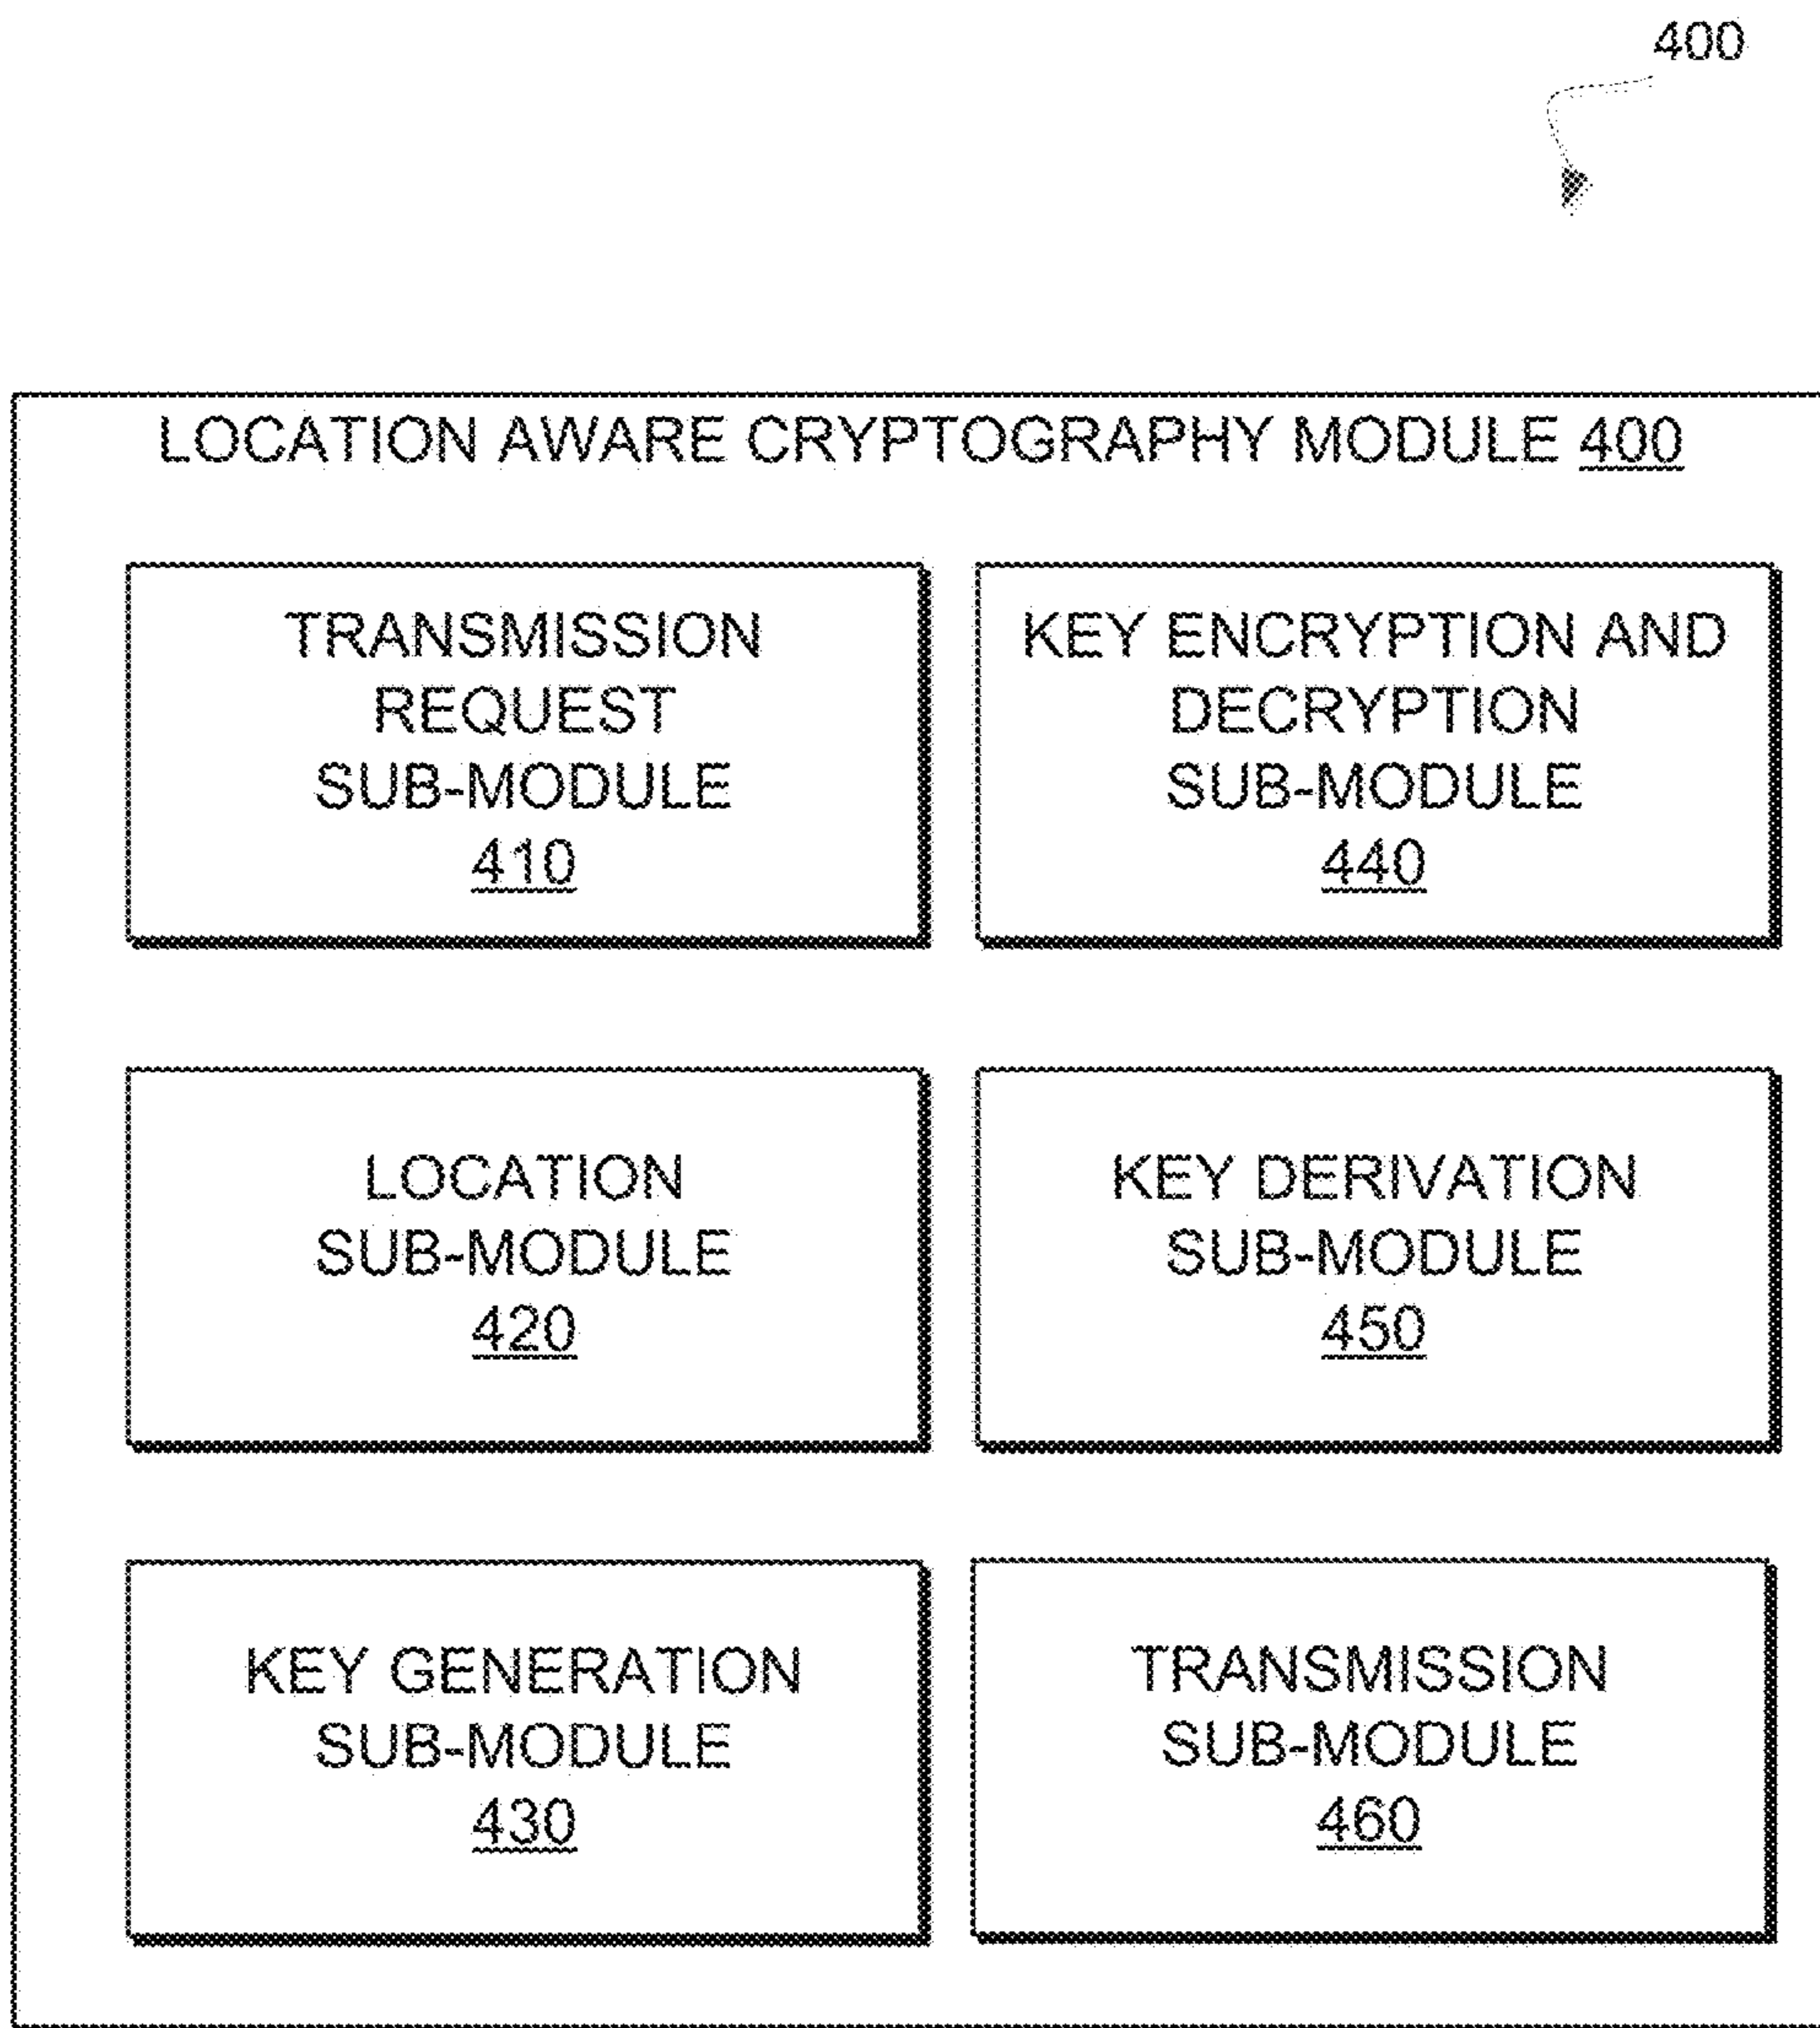 400
LOCATION AWARE CRYPTOGRAPHY MODULE 400
TRANSMISSION
REQUEST
SUB-MODULE
410
KEY ENCRYPTION AND
DECRYPTION
SUB-MODULE
440
LOCATION
SUB-MODULE
420
KEY DERIVATION
SUB-MODULE
450
KEY GENERATION
SUB-MODULE
430
TRANSMISSION
SUB-MODULE
460